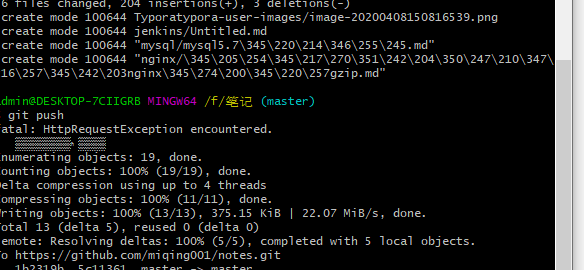 6 files changed, 204 insertions(+), 3 deletions(-)
create mode 100644 Typoratypora-user-images/image-20200408150816539.png
create mode 100644 jenkins/Untitled.md
create mode 100644 "mysql/mysql5.7\345\220\214\346\255\245.md"
create mode 100644 "nginx/\345\205\254\345\217\270\351\242\204\350\247\210\347\
16\257\345\242\203nginx\345\274\200\345\220\257gzip.md"
dmin@DESKTOP-7CIIGRB MINGW64 /f/笔记 (master)
git push
atal: HttpRequestException encountered.
numerating objects: 19, done.
ounting objects: 100% (19/19), done.
elta compression using up to 4 threads
ompressing objects: 100% (11/11), done.
riting objects: 100% (13/13), 375.15 KiB | 22.07 MiB/s, done.
otal 13 (delta 5), reused 0 (delta 0)
emote: Resolving deltas: 100% (5/5), completed with 5 local objects.
o https://github.com/miqing001/notes.git
1b2319b..5c11361 master -> master